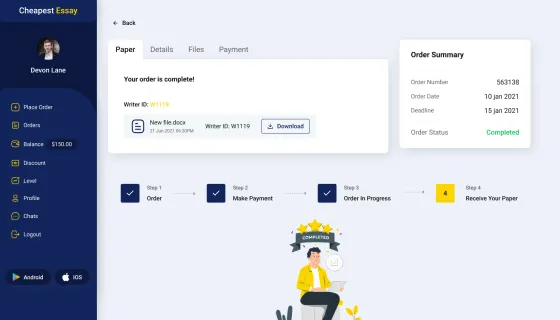 Cheapest Essay
Devon Lane
Place Order
Orders
Balance $150.00
Discount
Level
Profile
Chats
Logout
Android
iOS
Back
Paper Details Files Payment
Your order is complete!
Writer ID: W1119
New file.docx
21 Jun 2021 06:30PM
Writer ID: W1119
Download
Order Summary
Order Number 563138
Order Date 10 jan 2021
Deadline 15 jan 2021
Order Status Completed
Step 1
Order
Step 2
Make Payment
Step 3
Order In Progress
4
Step 4
Receive Your Paper
COMPLETED